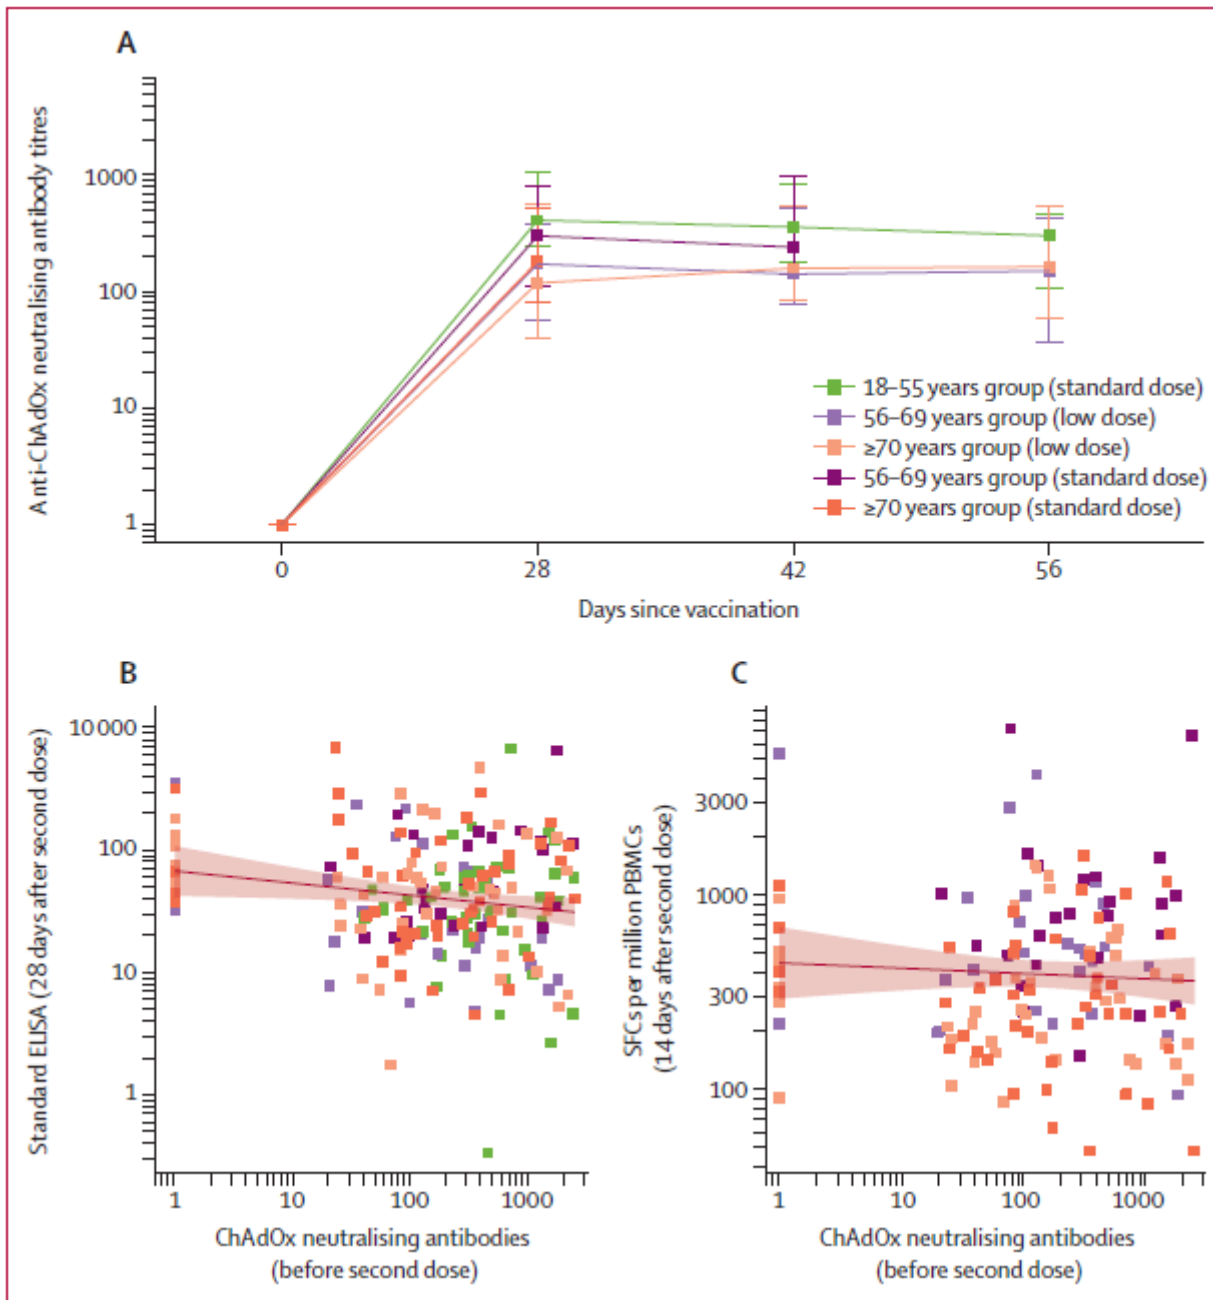 A
Anti-ChAdOx neutralising antibody titres
1000
100
10
1
0
28
42
56
Days since vaccination
18–55 years group (standard dose)
56–69 years group (low dose)
≥70 years group (low dose)
56–69 years group (standard dose)
≥70 years group (standard dose)
B
Standard ELISA (28 days after second dose)
10 000
100
10
1
1
10
100
1000
ChAdOx neutralising antibodies
(before second dose)
C
SFCs per million PBMCs
(14 days after second dose)
3000
1000
300
100
1
10
100
1000
ChAdOx neutralising antibodies
(before second dose)